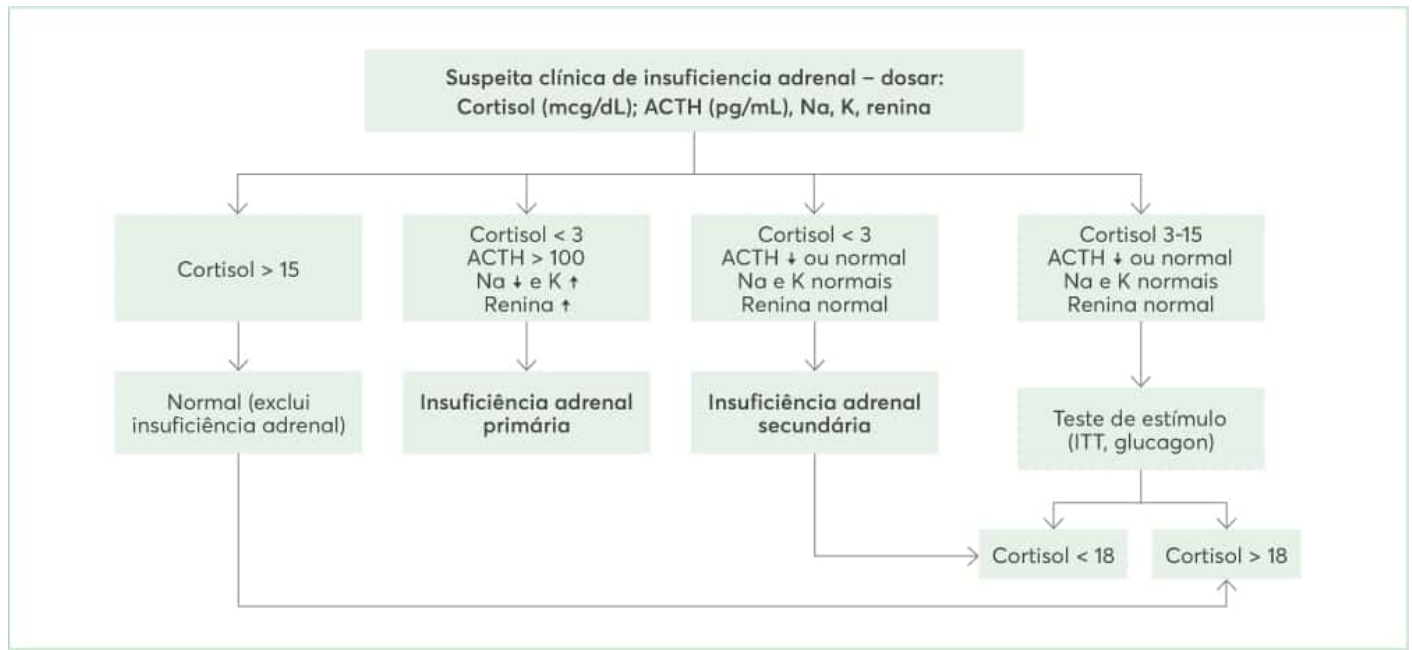 Suspeita clínica de insuficiencia adrenal – dosar:
Cortisol (mcg/dL); ACTH (pg/mL), Na, K, renina
Cortisol > 15
Cortisol < 3
ACTH > 100
Na ↓ e K ↑
Renina ↑
Cortisol < 3
ACTH ↓ ou normal
Na e K normais
Renina normal
Cortisol 3-15
ACTH ↓ ou normal
Na e K normais
Renina normal
Normal (exclui
insuficiência adrenal)
Insuficiência adrenal
primária
Insuficiência adrenal
secundária
Teste de estímulo
(ITT, glucagon)
Cortisol < 18
Cortisol > 18